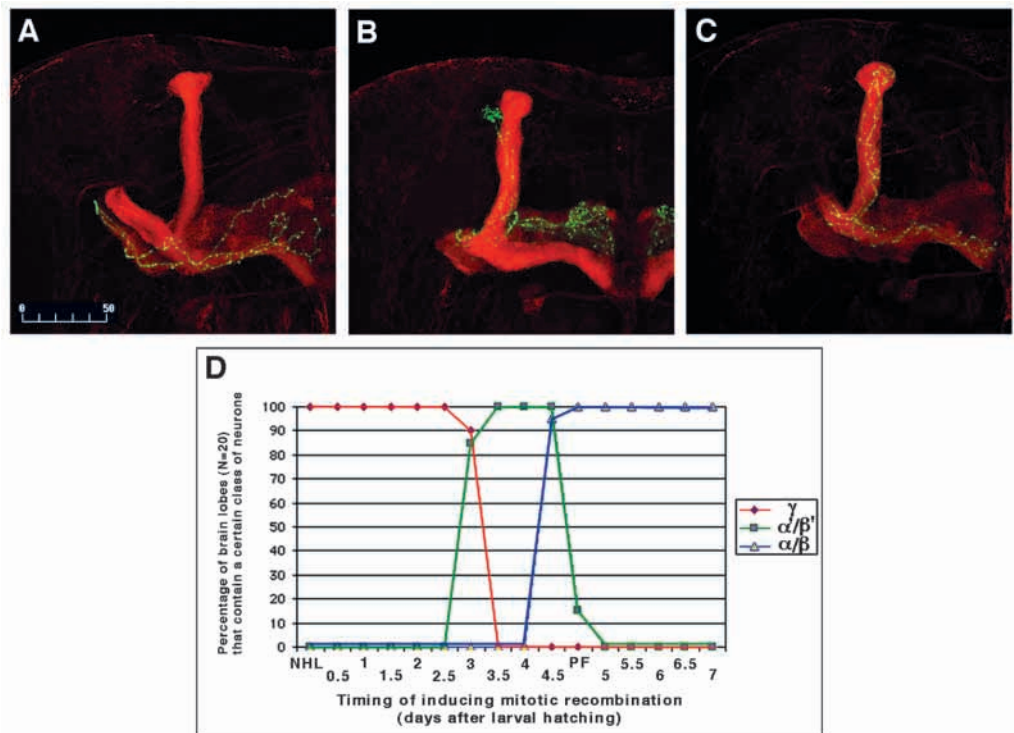 A
B
C
0 50
D
Percentage of brain lobes (N=20)
that contain a certain class of neurons
100
90
80
70
60
50
40
30
20
10
0
NHL 1 2 3 4 PF 5.5 6.5
0.5 1.5 2.5 3.5 4.5 5 6 7
Timing of inducing mitotic recombination
(days after larval hatching)
γ
α'/β'
α/β